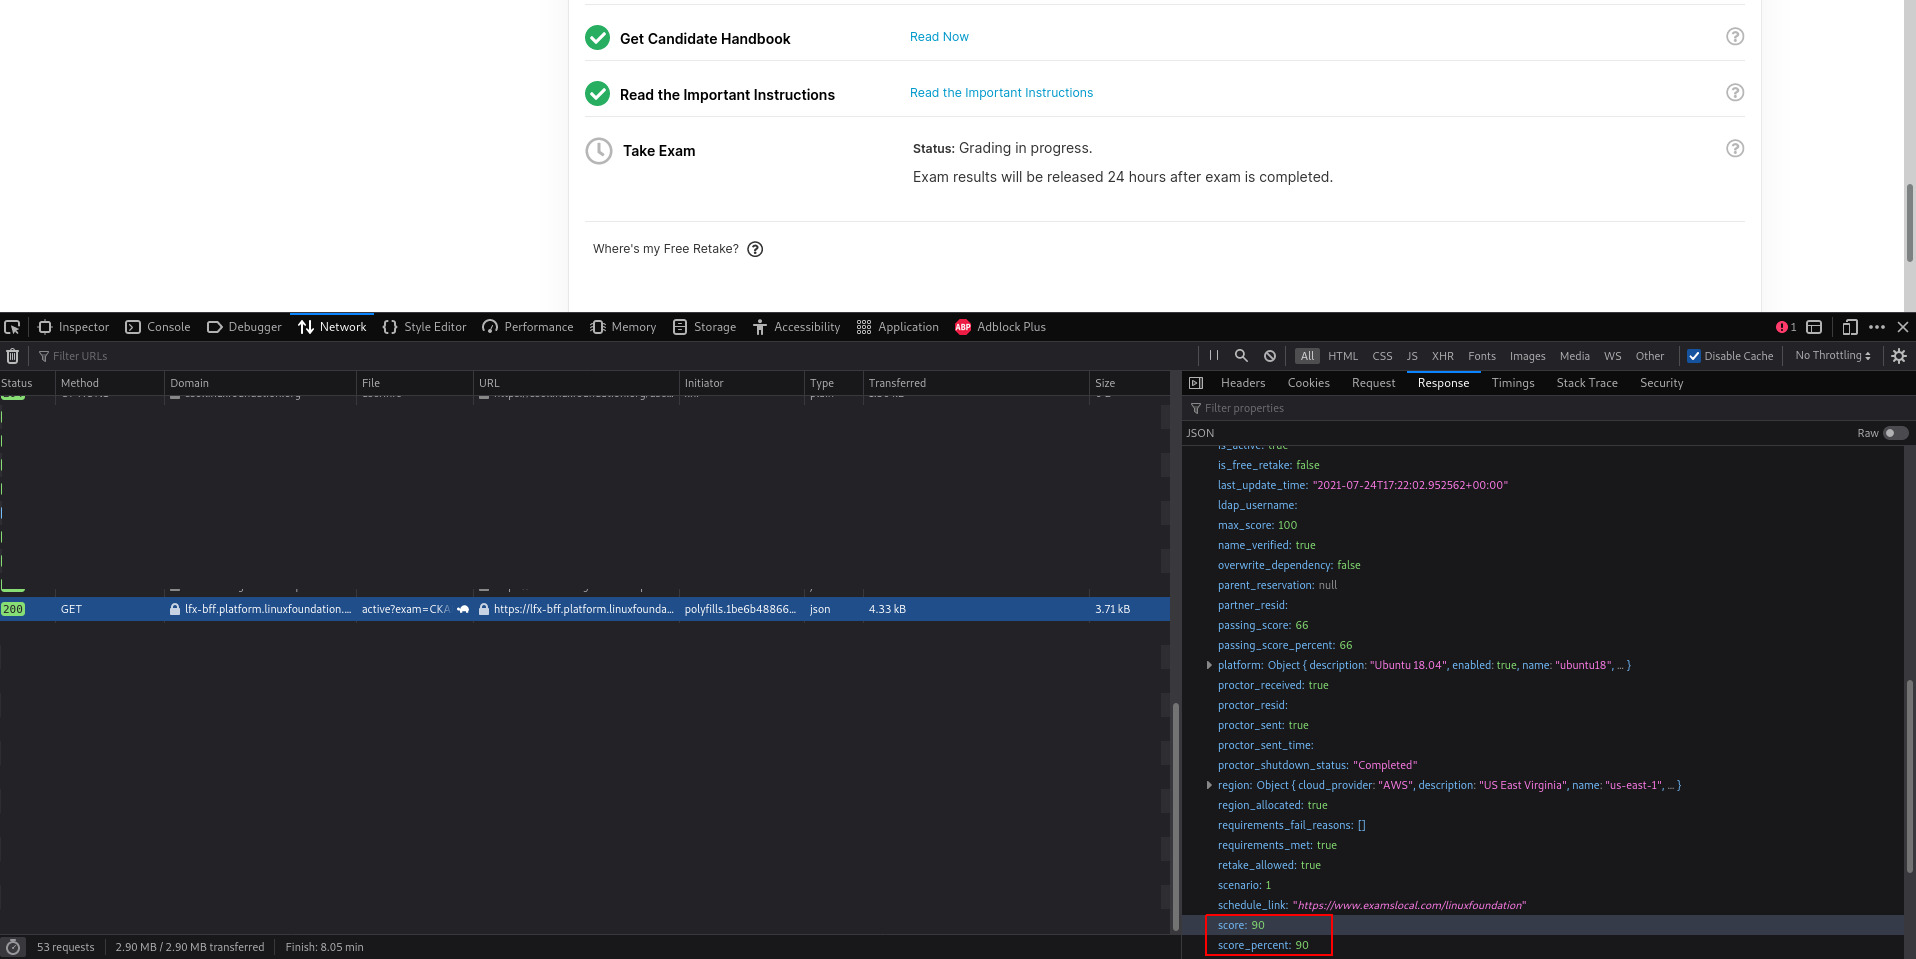 Get Candidate Handbook Read Now
Read the Important Instructions Read the Important Instructions
Take Exam Status: Grading in progress.
Exam results will be released 24 hours after exam is completed.
Where's my Free Retake?
Inspector Console Debugger Network Style Editor Performance Memory Storage Accessibility Application ABP Adblock Plus 1
Filter URLs All HTML CSS JS XHR Fonts Images Media WS Other Disable Cache No Throttling
Status Method Domain File URL Initiator Type Transferred Size
200 GET lfx-bff.platform.linuxfoundation.... active?exam=CKA https://lfx-bff.platform.linuxfounda... polyfills.1be6b48866... json 4.33 kB 3.71 kB
53 requests 2.90 MB / 2.90 MB transferred Finish: 8.05 min
Headers Cookies Request Response Timings Stack Trace Security
Filter properties
JSON Raw
is_active: true
is_free_retake: false
last_update_time: "2021-07-24T17:22:02.952562+00:00"
ldap_username:
max_score: 100
name_verified: true
overwrite_dependency: false
parent_reservation: null
partner_resid:
passing_score: 66
passing_score_percent: 66
platform: Object { description: "Ubuntu 18.04", enabled: true, name: "ubuntu18", … }
proctor_received: true
proctor_resid:
proctor_sent: true
proctor_sent_time:
proctor_shutdown_status: "Completed"
region: Object { cloud_provider: "AWS", description: "US East Virginia", name: "us-east-1", … }
region_allocated: true
requirements_fail_reasons: []
requirements_met: true
retake_allowed: true
scenario: 1
schedule_link: "https://www.examslocal.com/linuxfoundation"
score: 90
score_percent: 90